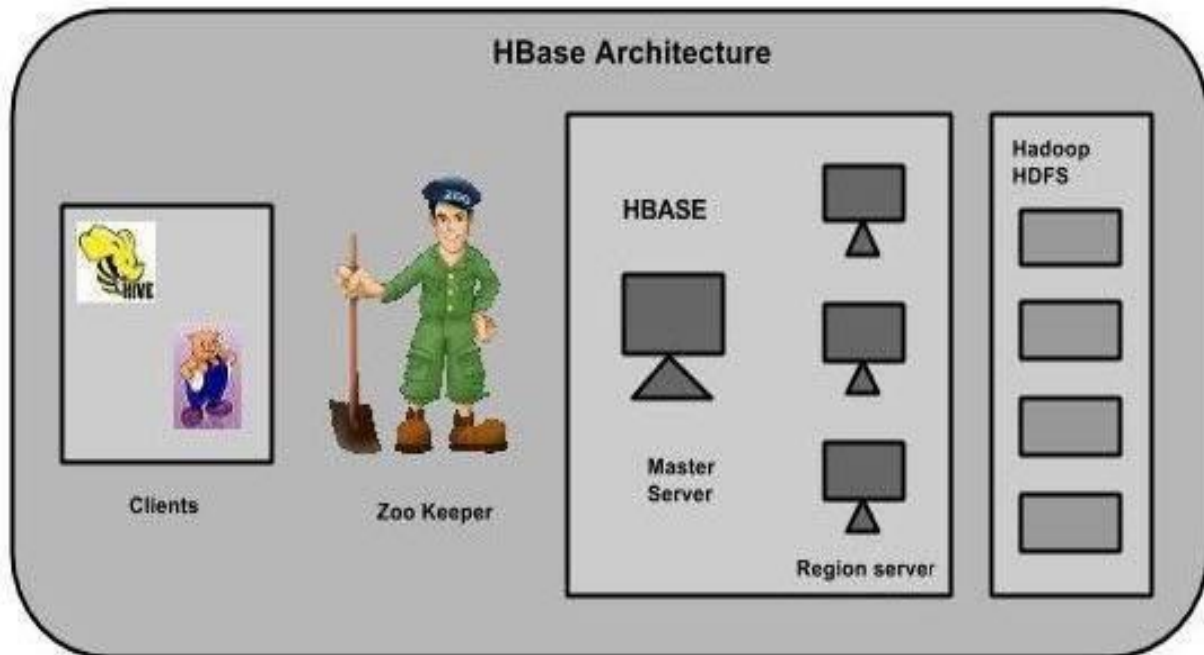 HBase Architecture
HIVE
Clients
ZOO
Zoo Keeper
HBASE
Master
Server
Region server
Hadoop
HDFS